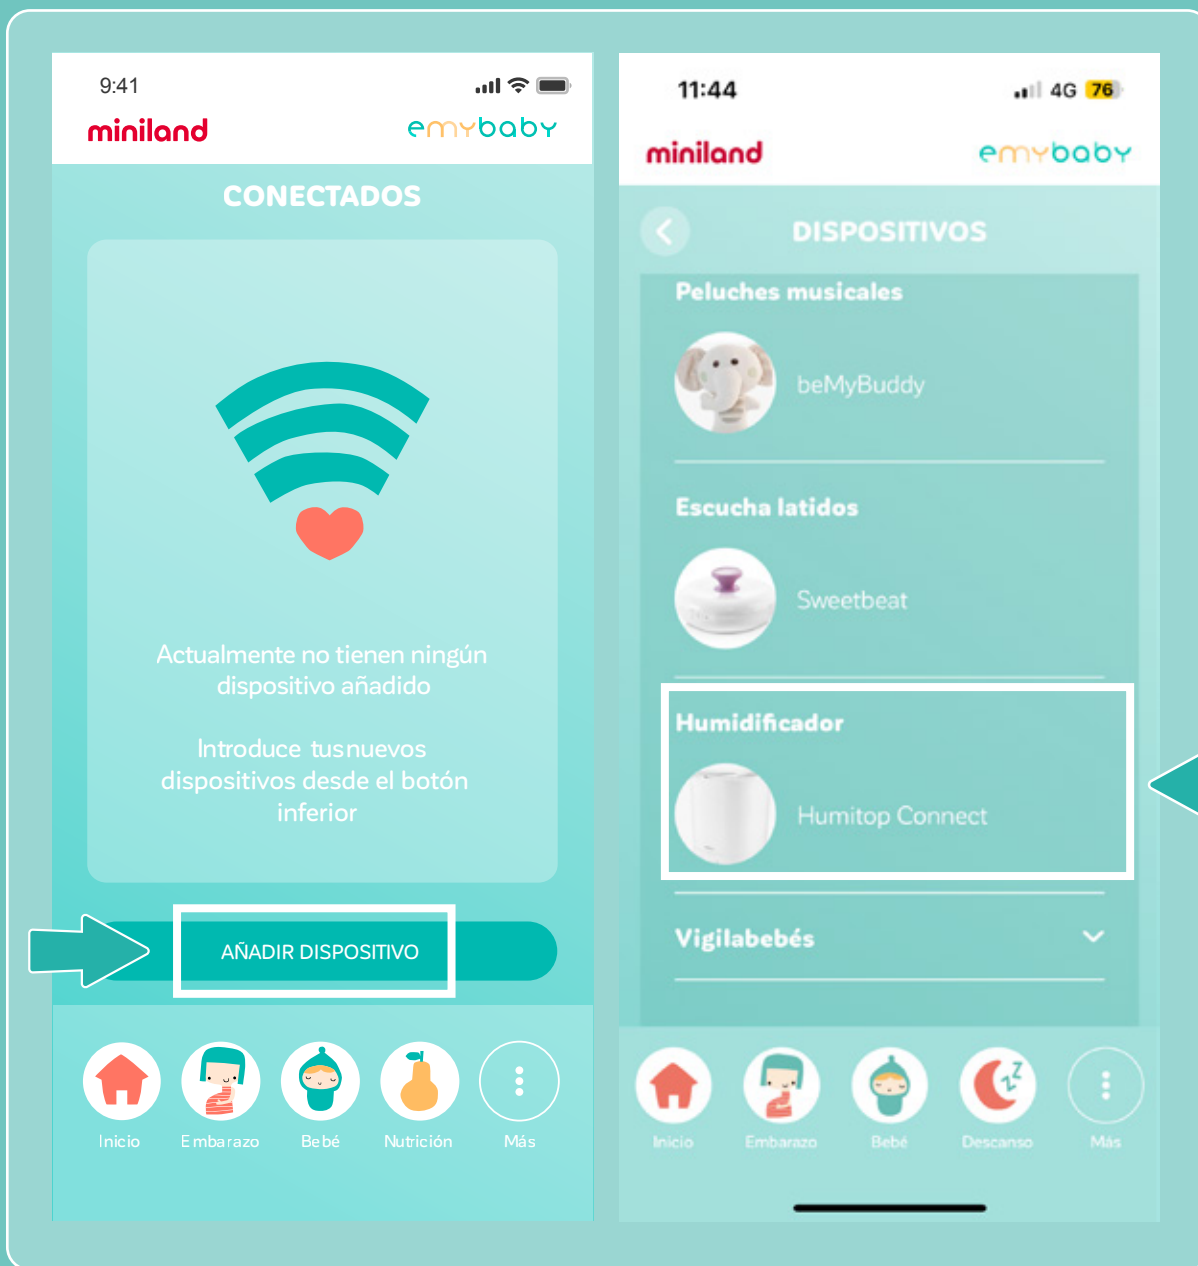 9:41
miniland
emybaby
CONECTADOS
Actualmente no tienen ningún
dispositivo añadido
Introduce tusnuevos
dispositivos desde el botón
inferior
AÑADIR DISPOSITIVO
Inicio
Embarazo
Bebé
Nutrición
Más
11:44
4G
76
miniland
emybaby
DISPOSITIVOS
Peluches musicales
beMyBuddy
Escucha latidos
Sweetbeat
Humidificador
Humitop Connect
Vigilabebés
zZ
Inicio
Embarazo
Bebé
Descanso
Más